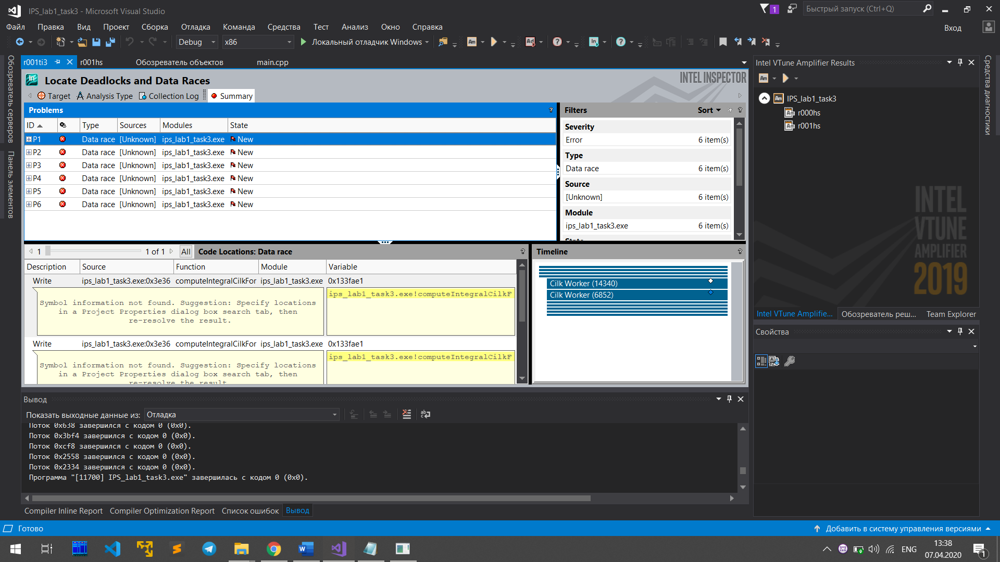 IPS_lab1_task3 - Microsoft Visual Studio
1
Быстрый запуск (Ctrl+Q)
Файл Правка Вид Проект Сборка Отладка Команда Средства Тест Анализ Окно Справка
Вход
Debug x86 Локальный отладчик Windows
Обозреватель серверов
Панель элементов
r001ti3 r001hs Обозреватель объектов main.cpp
Locate Deadlocks and Data Races
INTEL INSPECTOR
Target Analysis Type Collection Log Summary
Problems
ID Type Sources Modules State
P1 Data race [Unknown] ips_lab1_task3.exe New
P2 Data race [Unknown] ips_lab1_task3.exe New
P3 Data race [Unknown] ips_lab1_task3.exe New
P4 Data race [Unknown] ips_lab1_task3.exe New
P5 Data race [Unknown] ips_lab1_task3.exe New
P6 Data race [Unknown] ips_lab1_task3.exe New
Filters Sort
Severity
Error 6 item(s)
Type
Data race 6 item(s)
Source
[Unknown] 6 item(s)
Module
ips_lab1_task3.exe 6 item(s)
State
1 1 of 1 All Code Locations: Data race
Description Source Function Module Variable
Write ips_lab1_task3.exe:0x3e36 computeIntegralCilkFor ips_lab1_task3.exe 0x133fae1
Symbol information not found. Suggestion: Specify locations
in a Project Properties dialog box search tab, then
re-resolve the result.
ips_lab1_task3.exe!computeIntegralCilkF
Write ips_lab1_task3.exe:0x3e36 computeIntegralCilkFor ips_lab1_task3.exe 0x133fae1
Symbol information not found. Suggestion: Specify locations
in a Project Properties dialog box search tab, then
re-resolve the result
ips_lab1_task3.exe!computeIntegralCilkF
Timeline
Cilk Worker (14340)
Cilk Worker (6852)
Вывод
Показать выходные данные из: Отладка
Поток 0x638 завершился с кодом 0 (0x0).
Поток 0x3bf4 завершился с кодом 0 (0x0).
Поток 0xcf8 завершился с кодом 0 (0x0).
Поток 0x2558 завершился с кодом 0 (0x0).
Поток 0x2334 завершился с кодом 0 (0x0).
Программа "[11700] IPS_lab1_task3.exe" завершилась с кодом 0 (0x0).
Compiler Inline Report Compiler Optimization Report Список ошибок Вывод
Intel VTune Amplifier Results
IPS_lab1_task3
r000hs
r001hs
INTEL
VTUNE
AMPLIFIER
2019
Intel VTune Amplifie... Обозреватель реш... Team Explorer
Свойства
Средства диагностики
Готово
Добавить в систему управления версиями
ENG
13:38
07.04.2020
1